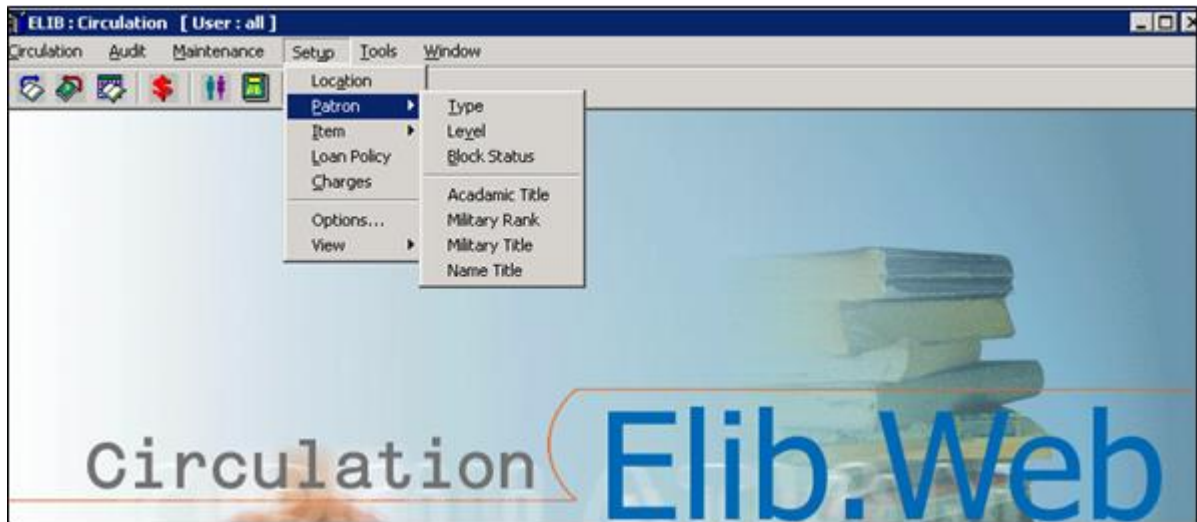 ELIB : Circulation [ User : all ]
Circulation Audit Maintenance Setup Tools Window
Location
Patron
Item
Loan Policy
Charges
Options...
View
Type
Level
Block Status
Acadamic Title
Military Rank
Military Title
Name Title
Circulation
Elib.Web